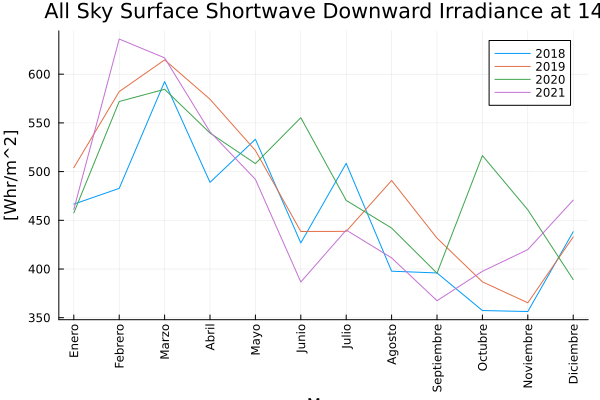 All Sky Surface Shortwave Downward Irradiance at 14
[Whr/m^2]
600
550
500
450
400
350
2018
2019
2020
2021
Enero
Febrero
Marzo
Abril
Mayo
Junio
Julio
Agosto
Septiembre
Octubre
Noviembre
Diciembre